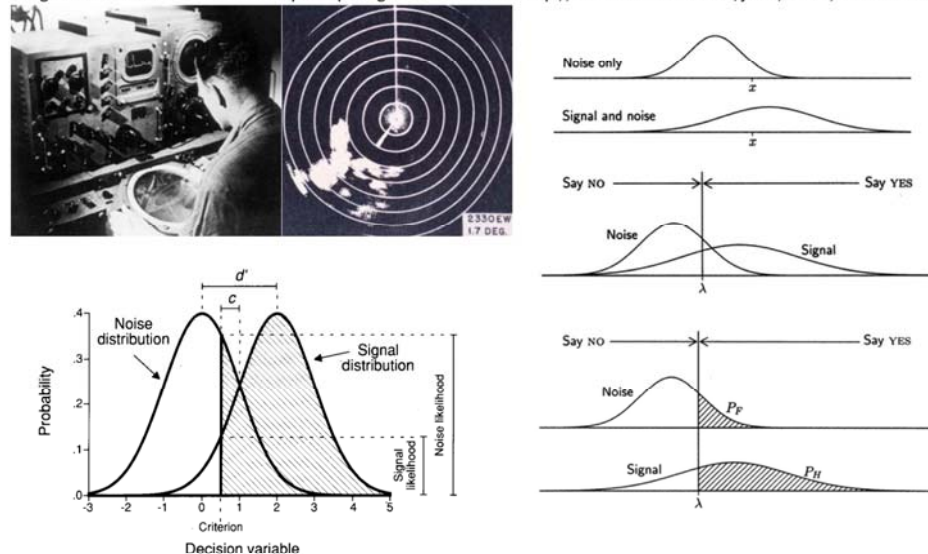 2330EW
1.7 DEG.
Noise only
x
Signal and noise
x
Say NO
Say YES
Noise
Signal
λ
Say NO
Say YES
Noise
P_F
Signal
P_H
λ
d'
c
.4
Noise
distribution
Signal
distribution
.3
.2
.1
.0
Probability
Signal
likelihood
Noise likelihood
-3 -2 -1 0 1 2 3 4 5
Criterion
Decision variable